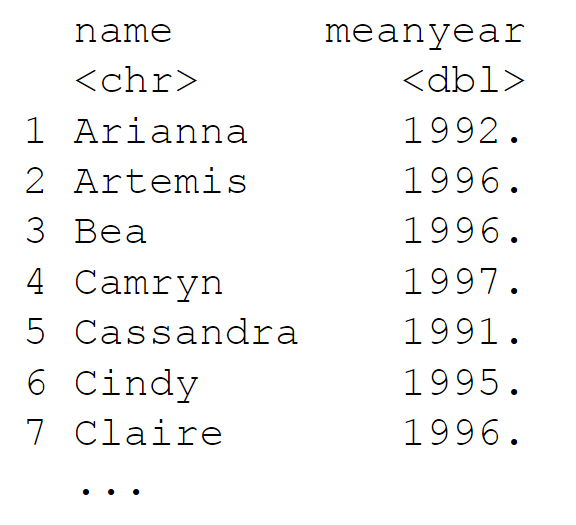 name meanyear
<chr> <dbl>
1 Arianna 1992.
2 Artemis 1996.
3 Bea 1996.
4 Camryn 1997.
5 Cassandra 1991.
6 Cindy 1995.
7 Claire 1996.
...